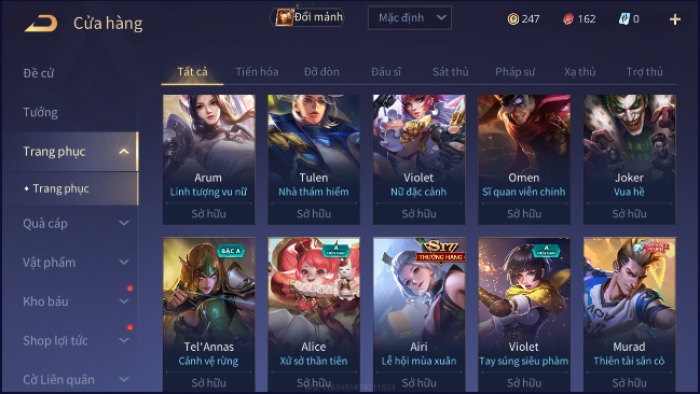 Cửa hàng
Đổi mảnh
Mặc định
247
162
0
Đề cử
Tướng
Trang phục
Trang phục
Quà cáp
Vật phẩm
Kho báu
Shop lợi tức
Cờ Liên quân
Tất cả Tiến hóa Đỡ đòn Đấu sĩ Sát thủ Pháp sư Xạ thủ Trợ thủ
Arum
Linh tượng vu nữ
Sở hữu
Tulen
Nhà thám hiểm
Sở hữu
Violet
Nữ đặc cảnh
Sở hữu
Omen
Sĩ quan viễn chinh
Sở hữu
Joker
Vua hề
Sở hữu
BẬC A
Tel'Annas
Cảnh vệ rừng
Sở hữu
A
Alice
Xứ sở thần tiên
Sở hữu
S17
THƯỞNG HẠNG
Airi
Lễ hội mùa xuân
Sở hữu
A
Violet
Tay súng siêu phàm
Sở hữu
Murad
Thiên tài sân cỏ
Sở hữu